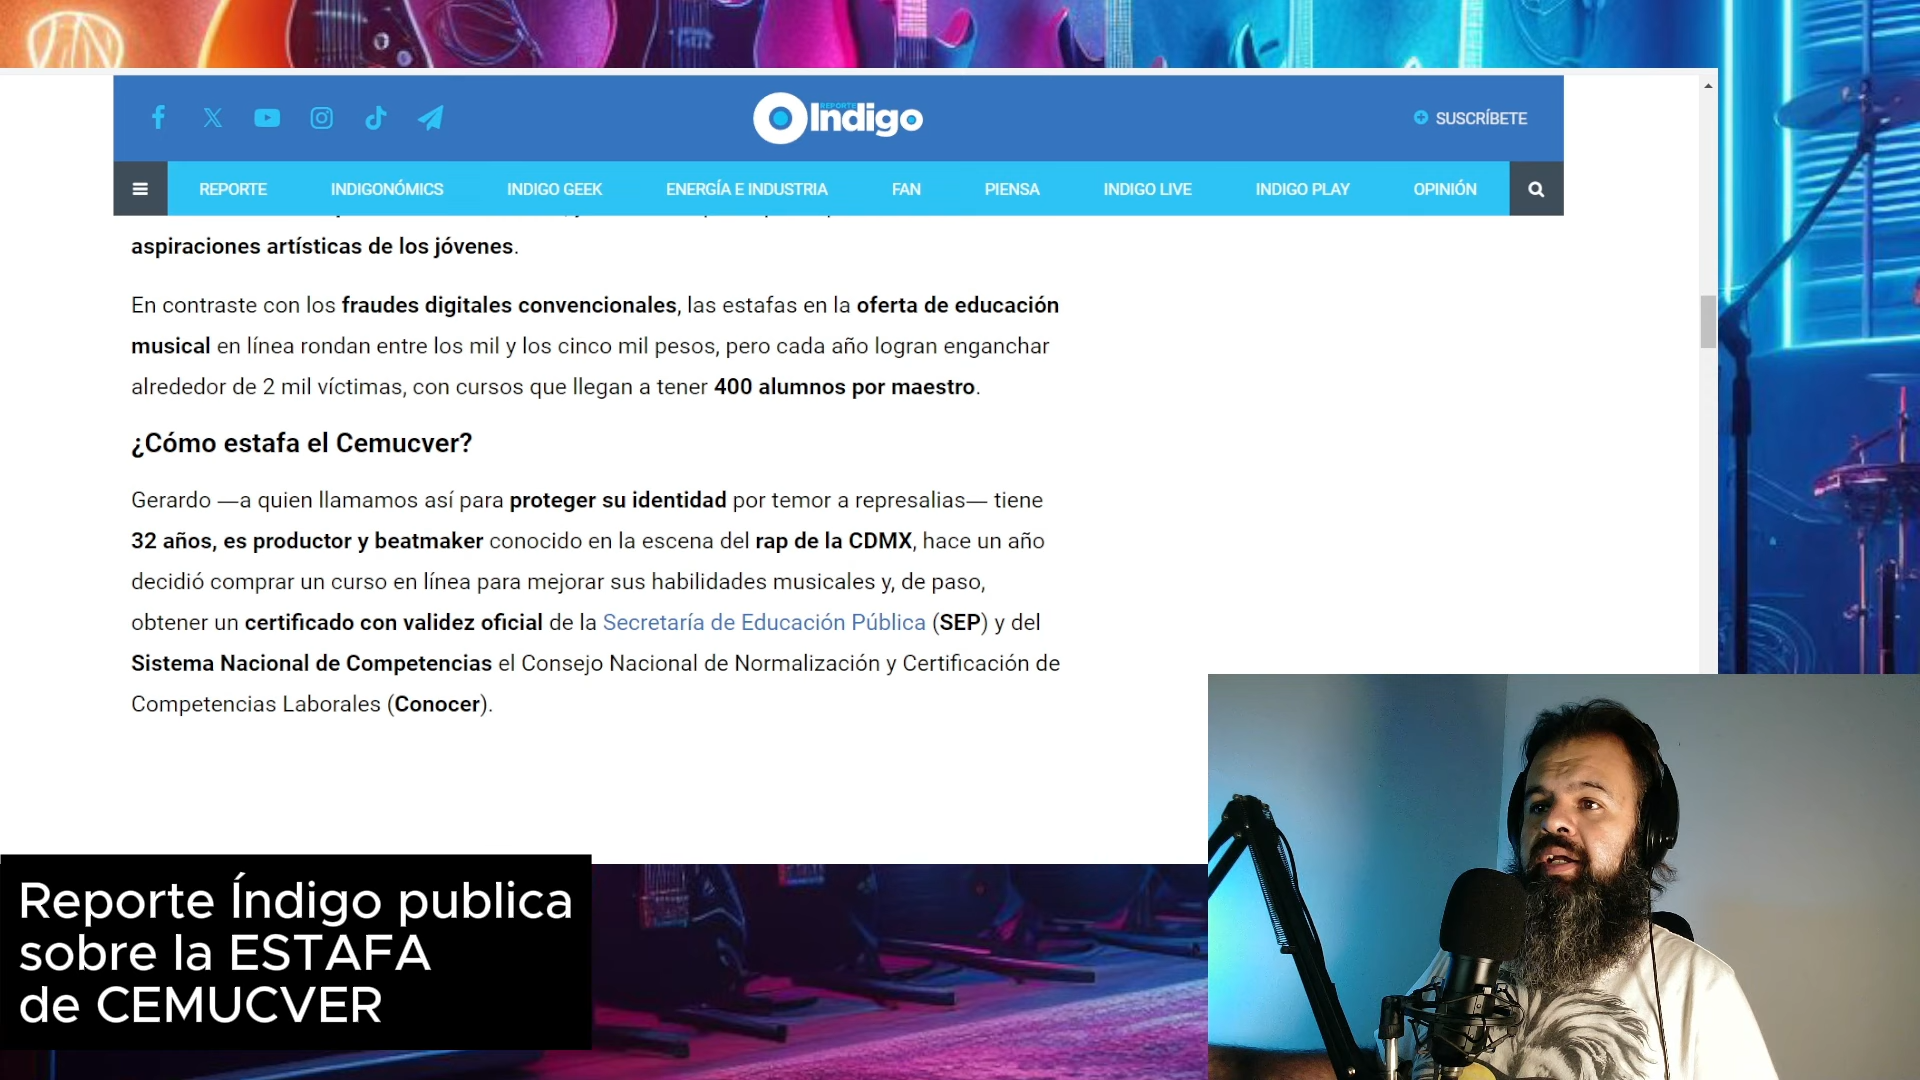 REPORTE
Indigo
SUSCRÍBETE
REPORTE INDIGONÓMICS INDIGO GEEK ENERGÍA E INDUSTRIA FAN PIENSA INDIGO LIVE INDIGO PLAY OPINIÓN
aspiraciones artísticas de los jóvenes.
En contraste con los fraudes digitales convencionales, las estafas en la oferta de educación
musical en línea rondan entre los mil y los cinco mil pesos, pero cada año logran enganchar
alrededor de 2 mil víctimas, con cursos que llegan a tener 400 alumnos por maestro.
¿Cómo estafa el Cemucver?
Gerardo —a quien llamamos así para proteger su identidad por temor a represalias— tiene
32 años, es productor y beatmaker conocido en la escena del rap de la CDMX, hace un año
decidió comprar un curso en línea para mejorar sus habilidades musicales y, de paso,
obtener un certificado con validez oficial de la Secretaría de Educación Pública (SEP) y del
Sistema Nacional de Competencias el Consejo Nacional de Normalización y Certificación de
Competencias Laborales (Conocer).
Reporte Índigo publica
sobre la ESTAFA
de CEMUCVER